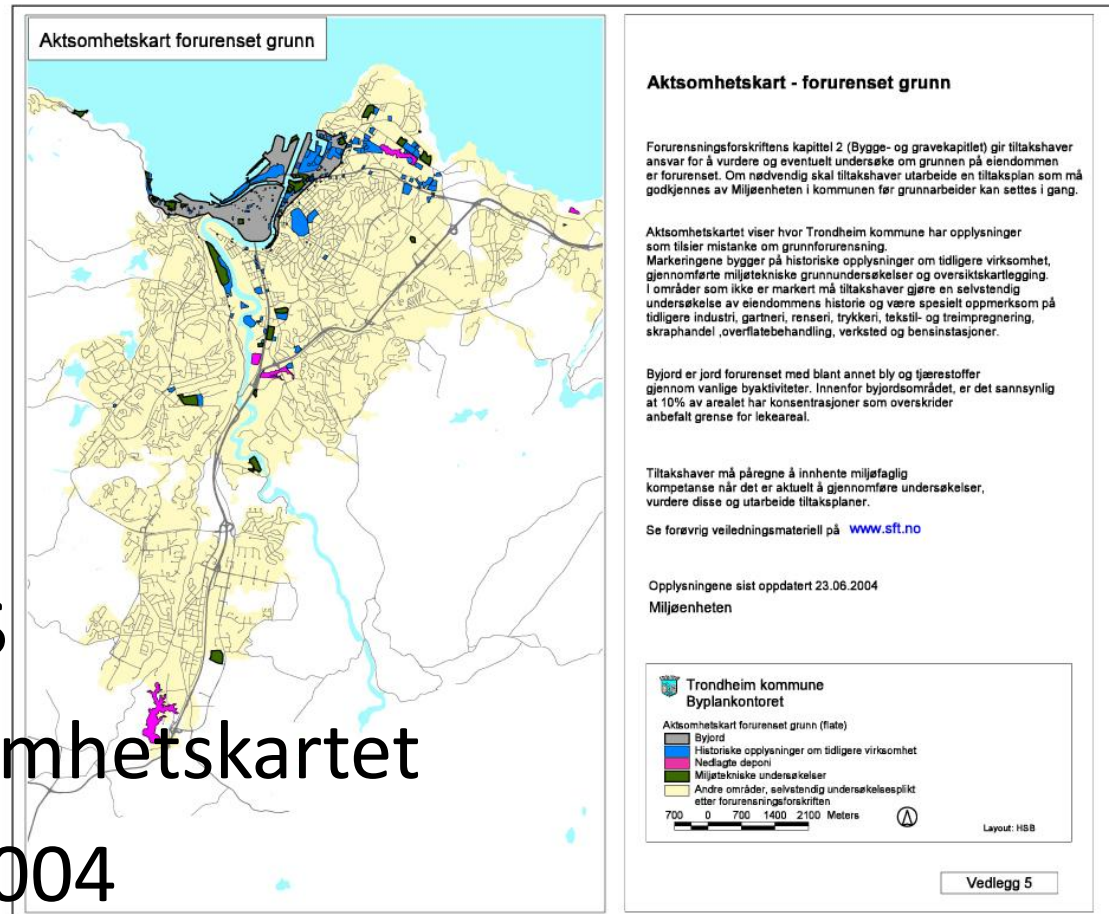 Aktsomhetskart forurenset grunn
Aktsomhetskart - forurenset grunn
Forurensningsforskriftens kapittel 2 (Bygge- og gravekapitlet) gir tiltakshaver
ansvar for å vurdere og eventuelt undersøke om grunnen på eiendommen
er forurenset. Om nødvendig skal tiltakshaver utarbeide en tiltaksplan som må
godkjennes av Miljøenheten i kommunen før grunnarbeider kan settes i gang.
Aktsomhetskartet viser hvor Trondheim kommune har opplysninger
som tilsier mistanke om grunnforurensning.
Markeringene bygger på historiske opplysninger om tidligere virksomhet,
gjennomførte miljøtekniske grunnundersøkelser og oversiktskartlegging.
I områder som ikke er markert må tiltakshaver gjøre en selvstendig
undersøkelse av eiendommens historie og være spesielt oppmerksom på
tidligere industri, gartneri, renseri, trykkeri, tekstil- og treimpregnering,
skraphandel ,overflatebehandling, verksted og bensinstasjoner.
Byjord er jord forurenset med blant annet bly og tjærestoffer
gjennom vanlige byaktiviteter. Innenfor byjordsområdet, er det sannsynlig
at 10% av arealet har konsentrasjoner som overskrider
anbefalt grense for lekeareal.
Tiltakshaver må påregne å innhente miljøfaglig
kompetanse når det er aktuelt å gjennomføre undersøkelser,
vurdere disse og utarbeide tiltaksplaner.
Se forøvrig veiledningsmateriell på www.sft.no
Opplysningene sist oppdatert 23.06.2004
Miljøenheten
Trondheim kommune
Byplankontoret
Aktsomhetskart forurenset grunn (flate)
Byjord
Historiske opplysninger om tidligere virksomhet
Nedlagte deponi
Miljøtekniske undersøkelser
Andre områder, selvstendig undersøkelsesplikt
etter forurensningsforskriften
700 0 700 1400 2100 Meters
Layout: HSB
Vedlegg 5
s
mhetskartet
004